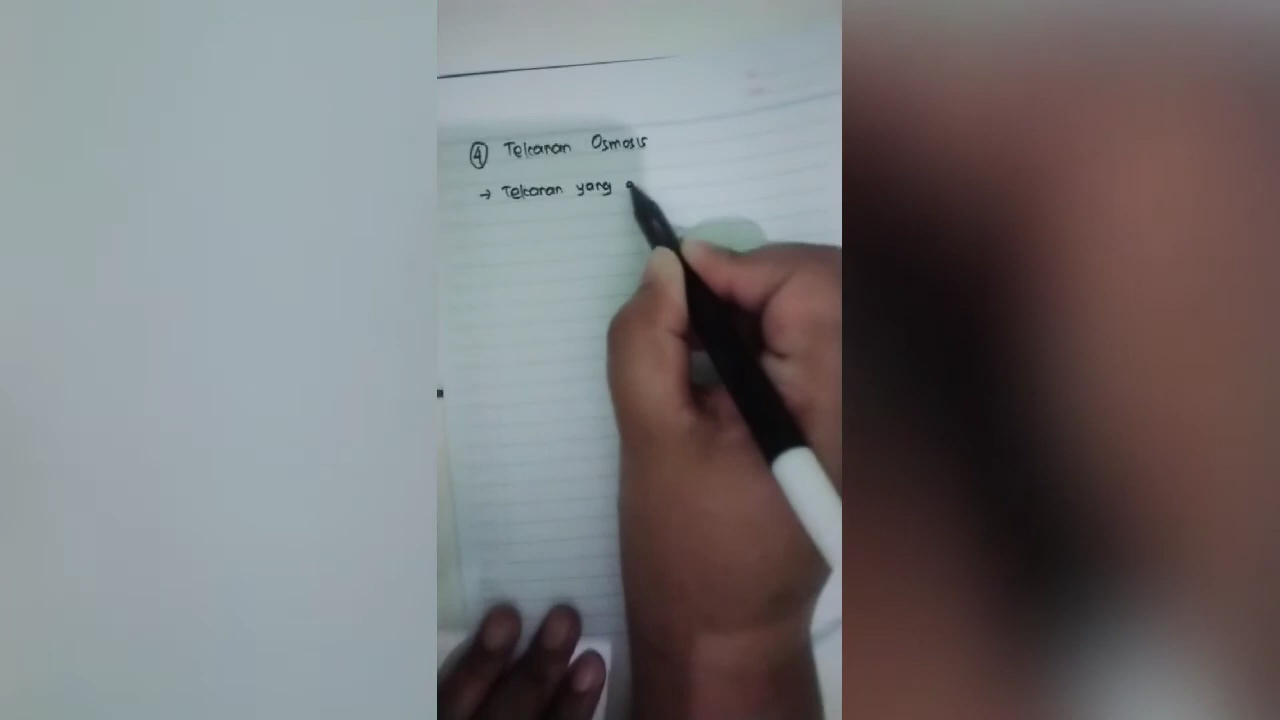 ④ Tekanan Osmosis
→ Tekanan yang